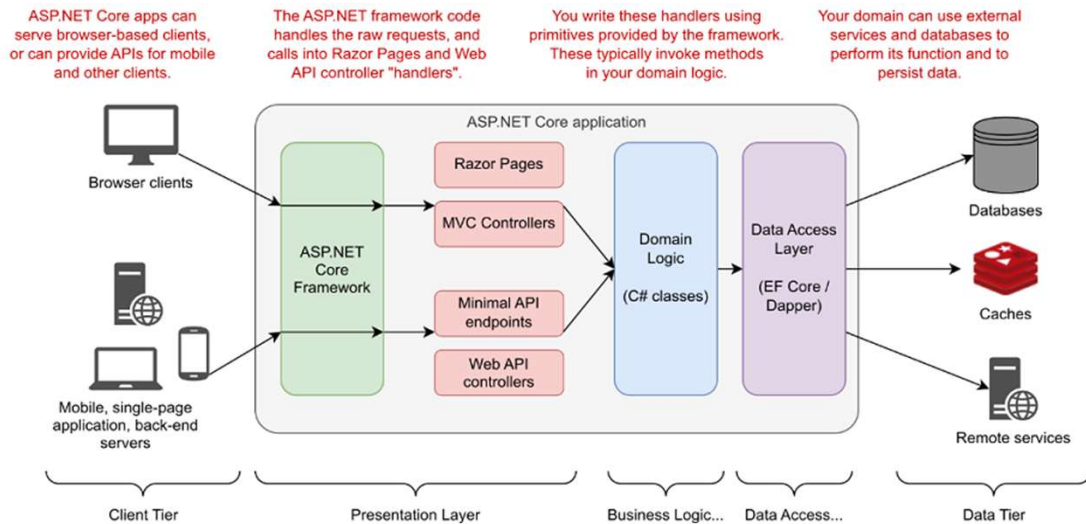 ASP.NET Core apps can
serve browser-based clients,
or can provide APIs for mobile
and other clients.
The ASP.NET framework code
handles the raw requests, and
calls into Razor Pages and Web
API controller "handlers".
You write these handlers using
primitives provided by the framework.
These typically invoke methods
in your domain logic.
Your domain can use external
services and databases to
perform its function and to
persist data.
ASP.NET Core application
Browser clients
Mobile, single-page
application, back-end
servers
ASP.NET
Core
Framework
Razor Pages
MVC Controllers
Minimal API
endpoints
Web API
controllers
Domain
Logic
(C# classes)
Data Access
Layer
(EF Core /
Dapper)
Databases
Caches
Remote services
Client Tier
Presentation Layer
Business Logic...
Data Access...
Data Tier